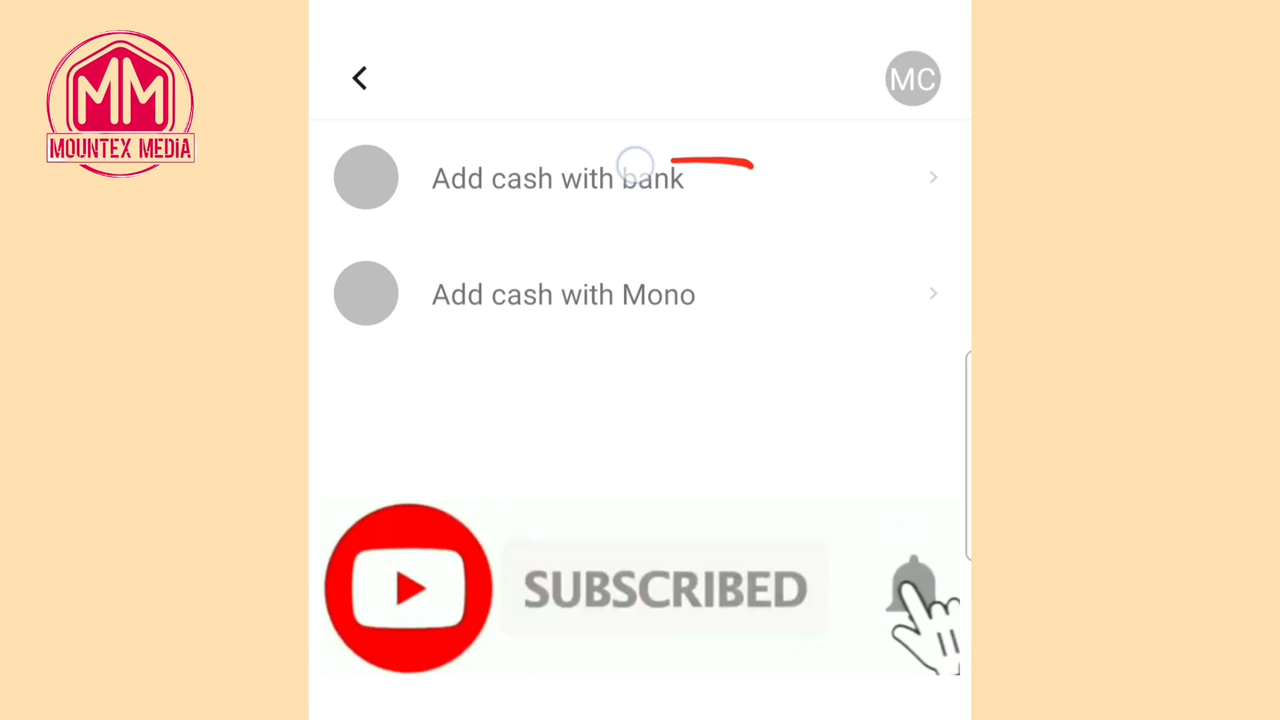 MM
MOUNTEX MEDiA
MC
Add cash with bank
Add cash with Mono
SUBSCRIBED